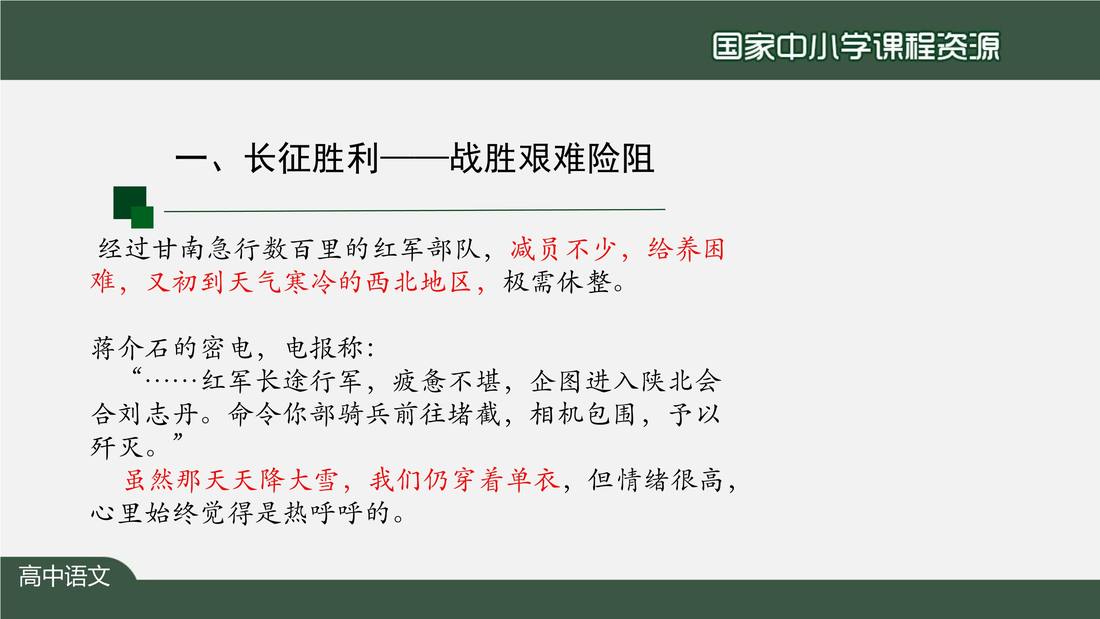 国家中小学课程资源
一、长征胜利——战胜艰难险阻
经过甘南急行数百里的红军部队，减员不少，给养困
难，又初到天气寒冷的西北地区，极需休整。
蒋介石的密电，电报称：
“……红军长途行军，疲惫不堪，企图进入陕北会
合刘志丹。命令你部骑兵前往堵截，相机包围，予以
歼灭。”
虽然那天天降大雪，我们仍穿着单衣，但情绪很高，
心里始终觉得是热呼呼的。
高中语文